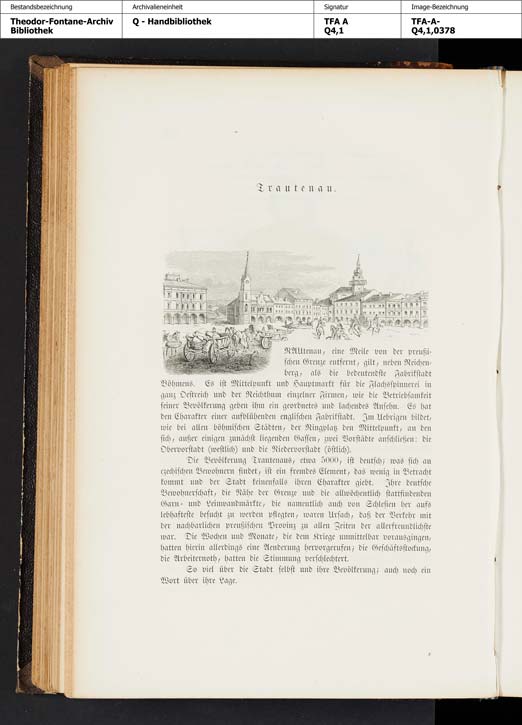 Bestandsbezeichnung
Archivalieneinheit
Signatur
Image-Bezeichnung
Theodor-Fontane-Archiv
Bibliothek
Q - Handbibliothek
TFA A
Q4,1
TFA-A-
Q4,1,0378
Trautenau.
RAUtenau, eine Meile von der preußi-
schen Grenze entfernt, gilt, neben Reichen-
berg, als die bedeutendste Fabrikstadt
Böhmens. Es ist Mittelpunkt und Hauptmarkt für die Flachsspinnerei in
ganz Oestreich und der Reichthum einzelner Firmen, wie die Betriebsamkeit
seiner Bevölkerung geben ihm ein geordnetes und lachendes Ansehn. Es hat
den Charakter einer aufblühenden englischen Fabrikstadt. Im Uebrigen bildet,
wie bei allen böhmischen Städten, der Ringplatz den Mittelpunkt, an den
sich, außer einigen zunächst liegenden Gassen, zwei Vorstädte anschließen: die
Obervorstadt (westlich) und die Niedervorstadt (östlich).
Die Bevölkerung Trautenaus, etwa 5000, ist deutsch; was sich an
czechischen Bewohnern findet, ist ein fremdes Element, das wenig in Betracht
kommt und der Stadt keinenfalls ihren Charakter giebt. Ihre deutsche
Bewohnerschaft, die Nähe der Grenze und die allwöchentlich stattfindenden
Garn- und Leinwandmärkte, die namentlich auch von Schlesien her aufs
lebhafteste besucht zu werden pflegten, waren Ursach, daß der Verkehr mit
der nachbarlichen preußischen Provinz zu allen Zeiten der allerfreundlichste
war. Die Wochen und Monate, die dem Kriege unmittelbar vorausgingen,
hatten hierin allerdings eine Aenderung hervorgerufen; die Geschäftsstockung,
die Arbeiternoth, hatten die Stimmung verschlechtert.
So viel über die Stadt selbst und ihre Bevölkerung; auch noch ein
Wort über ihre Lage.